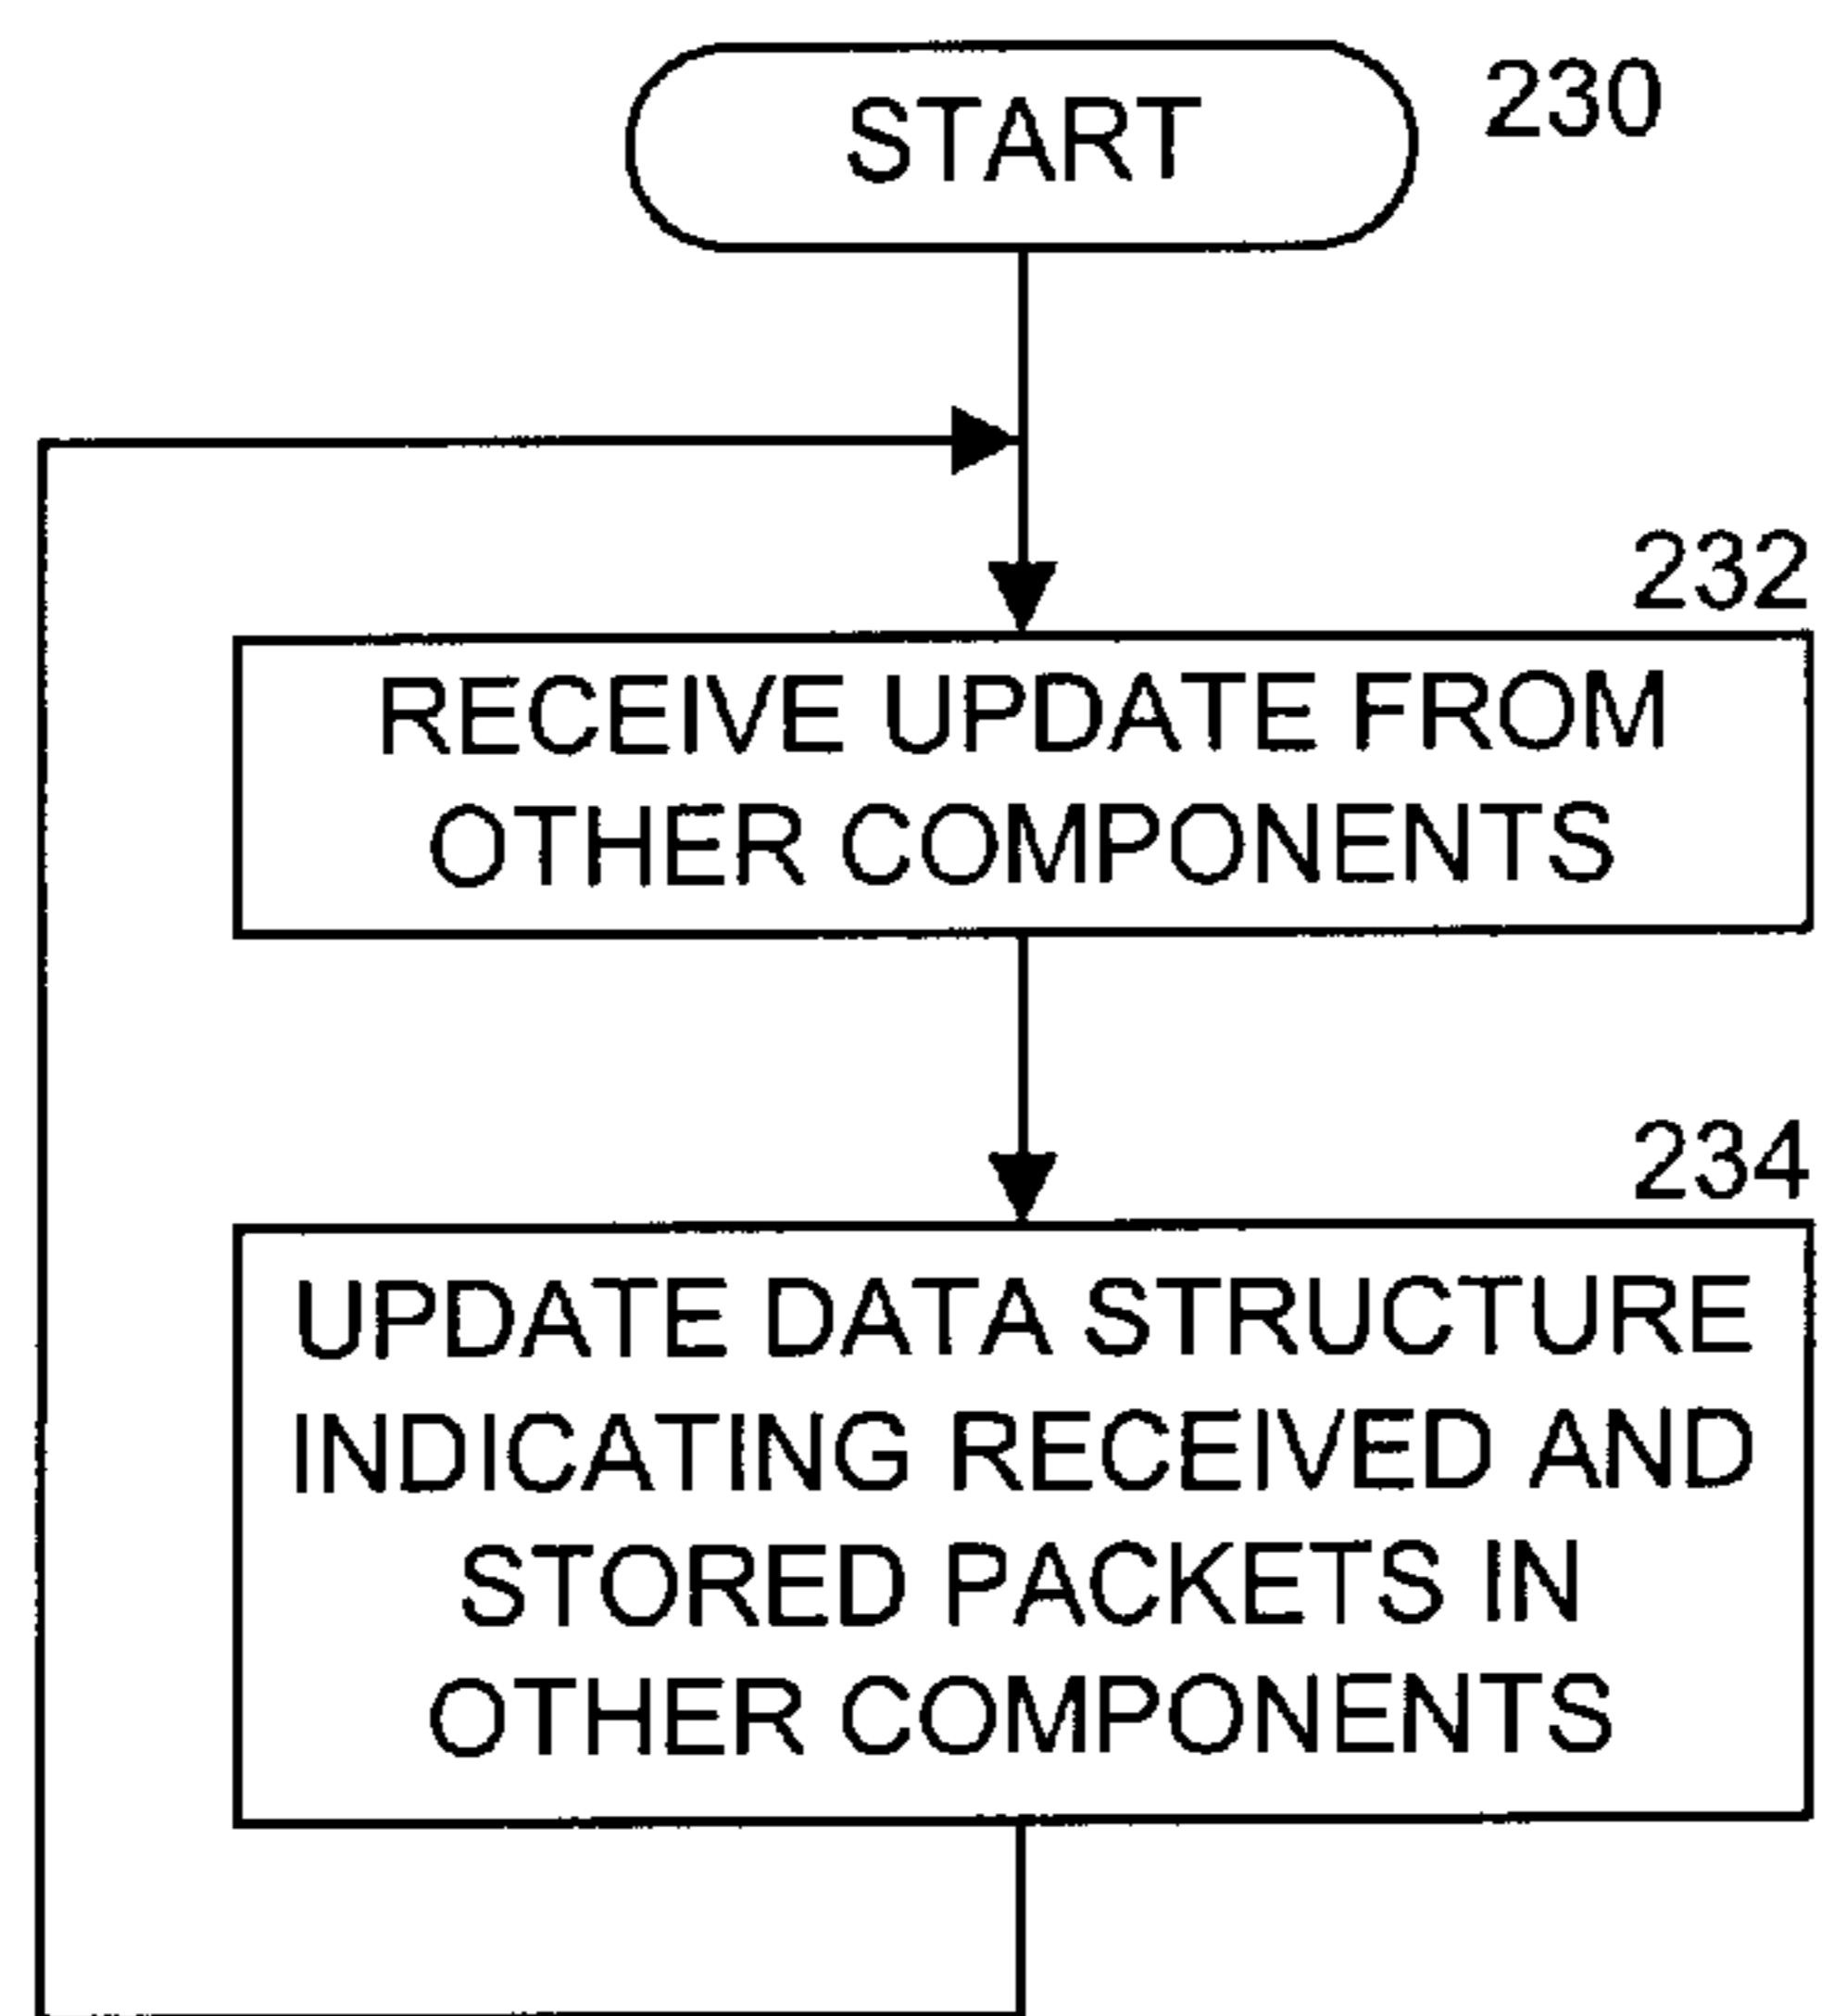 START
230
232
RECEIVE UPDATE FROM
OTHER COMPONENTS
234
UPDATE DATA STRUCTURE
INDICATING RECEIVED AND
STORED PACKETS IN
OTHER COMPONENTS